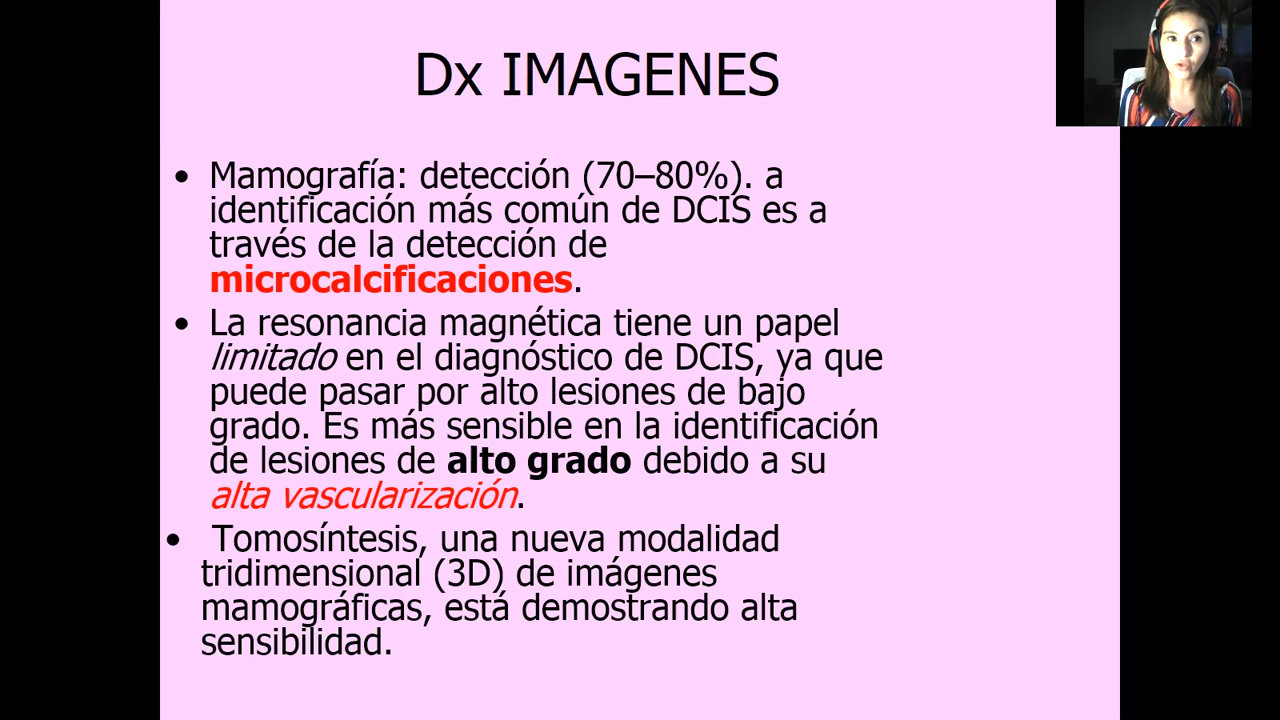 Dx IMAGENES
• Mamografía: detección (70–80%). a
identificación más común de DCIS es a
través de la detección de
microcalcificaciones.
• La resonancia magnética tiene un papel
limitado en el diagnóstico de DCIS, ya que
puede pasar por alto lesiones de bajo
grado. Es más sensible en la identificación
de lesiones de alto grado debido a su
alta vascularización.
• Tomosíntesis, una nueva modalidad
tridimensional (3D) de imágenes
mamográficas, está demostrando alta
sensibilidad.